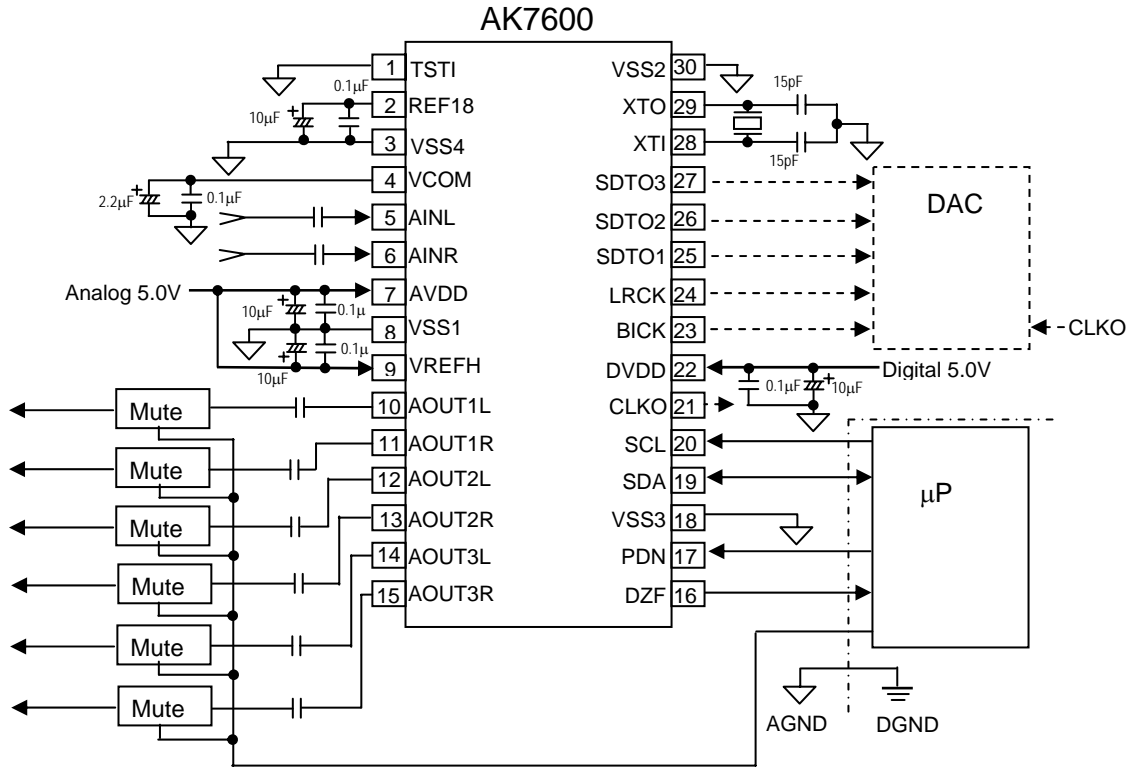 AK7600
1 TSTI
2 REF18
3 VSS4
4 VCOM
5 AINL
6 AINR
7 AVDD
8 VSS1
9 VREFH
10 AOUT1L
11 AOUT1R
12 AOUT2L
13 AOUT2R
14 AOUT3L
15 AOUT3R
VSS2 30
XTO 29
XTI 28
SDTO3 27
SDTO2 26
SDTO1 25
LRCK 24
BICK 23
DVDD 22
CLKO 21
SCL 20
SDA 19
VSS3 18
PDN 17
DZF 16
0.1μF
10μF
2.2μF
0.1μF
Analog 5.0V
10μF
0.1μ
0.1μ
10μF
Mute
Mute
Mute
Mute
Mute
Mute
15pF
15pF
DAC
CLKO
Digital 5.0V
0.1μF
10μF
μP
AGND
DGND